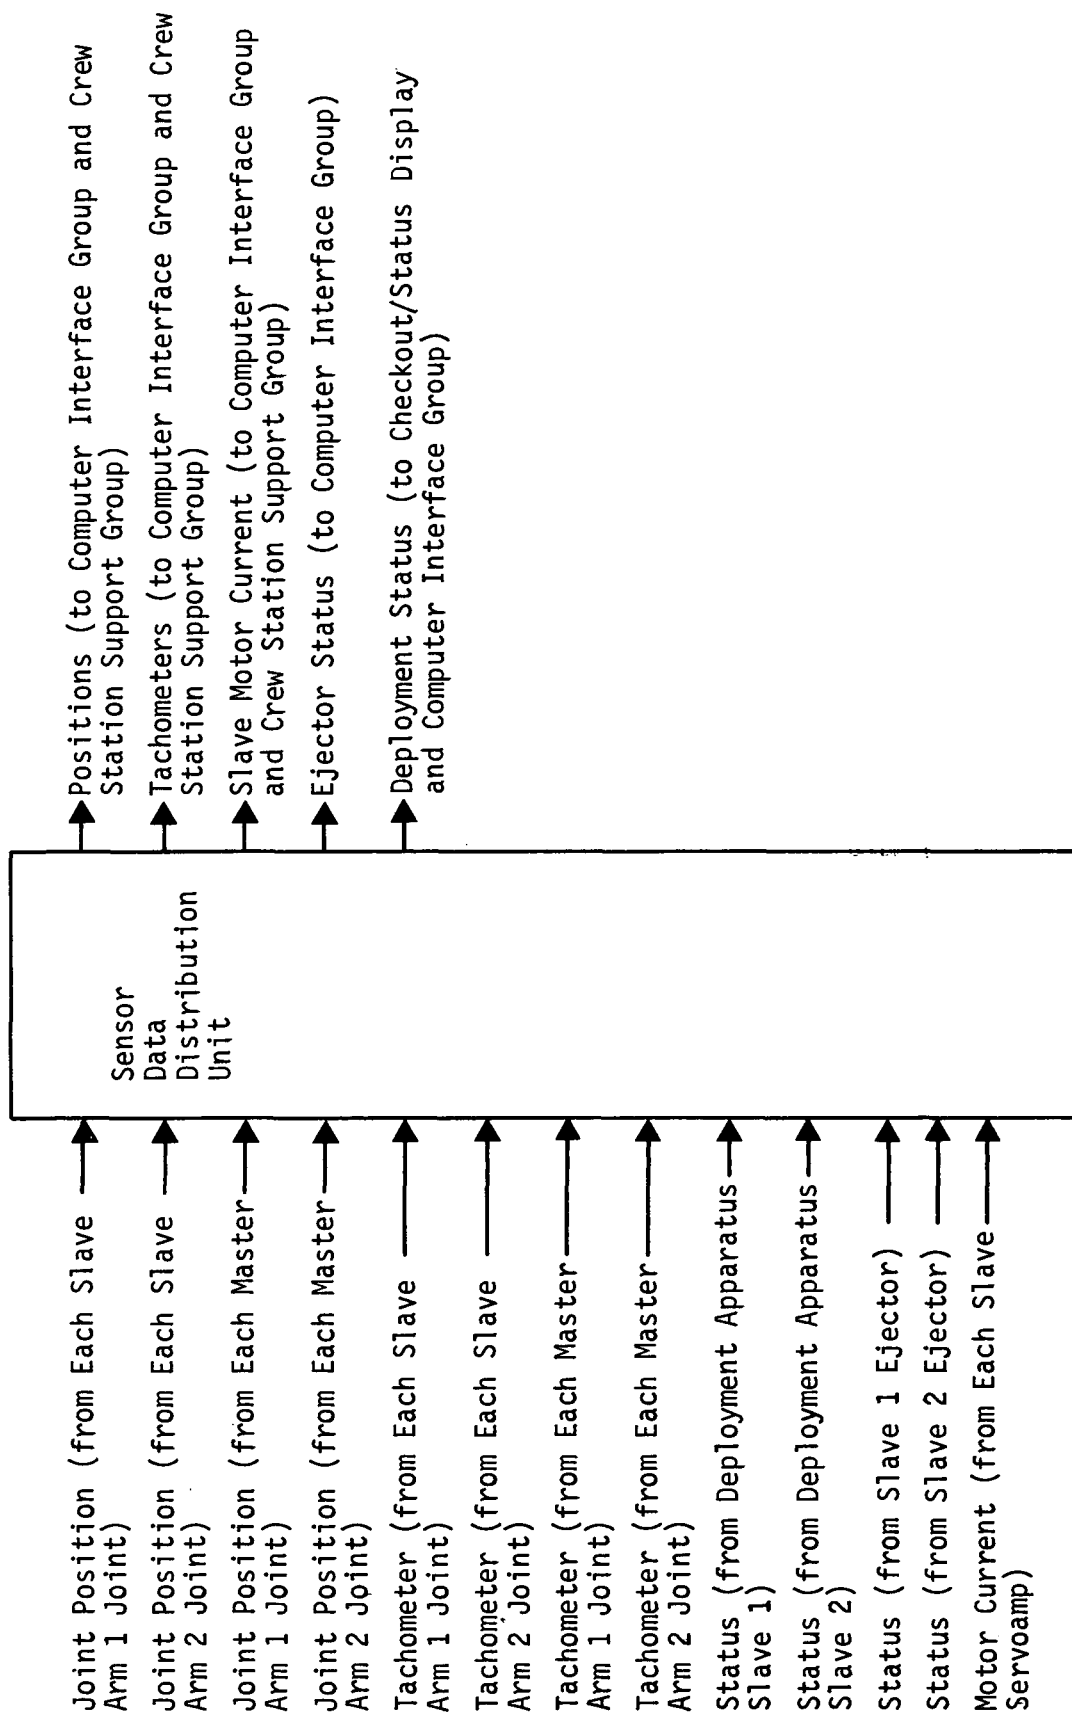 Joint Position (from Each Slave
Arm 1 Joint)
Joint Position (from Each Slave
Arm 2 Joint)
Joint Position (from Each Master
Arm 1 Joint)
Joint Position (from Each Master
Arm 2 Joint)
Tachometer (from Each Slave
Arm 1 Joint)
Tachometer (from Each Slave
Arm 2 Joint)
Tachometer (from Each Master
Arm 1 Joint)
Tachometer (from Each Master
Arm 2 Joint)
Status (from Deployment Apparatus
Slave 1)
Status (from Deployment Apparatus
Slave 2)
Status (from Slave 1 Ejector)
Status (from Slave 2 Ejector)
Motor Current (from Each Slave
Servoamp)
Sensor
Data
Distribution
Unit
Positions (to Computer Interface Group and Crew
Station Support Group)
Tachometers (to Computer Interface Group and Crew
Station Support Group)
Slave Motor Current (to Computer Interface Group
and Crew Station Support Group)
Ejector Status (to Computer Interface Group)
Deployment Status (to Checkout/Status Display
and Computer Interface Group)